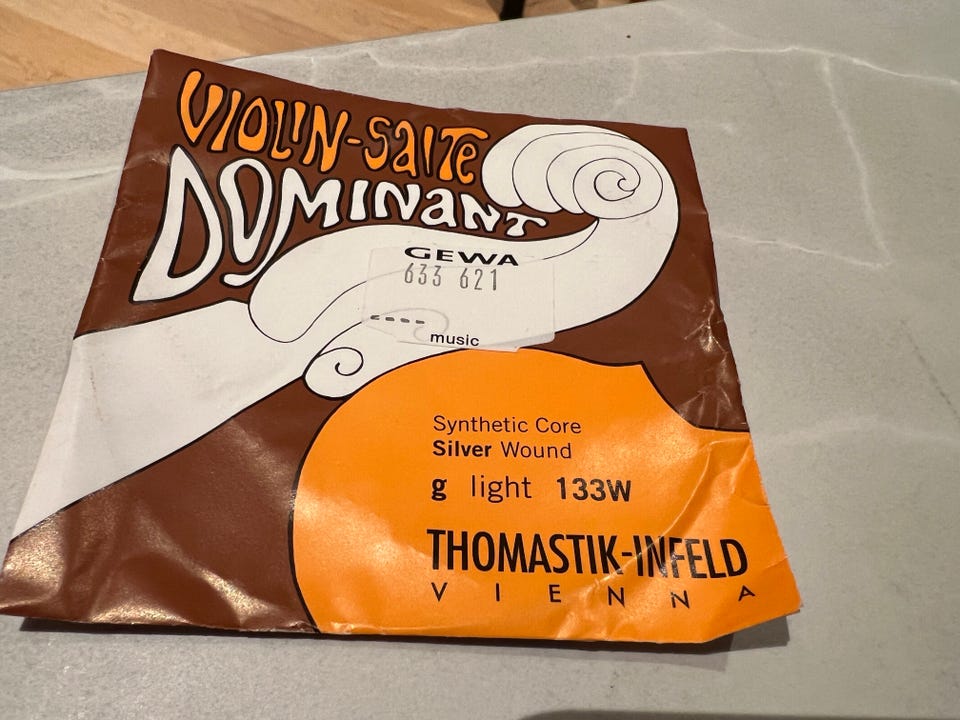 VIOLIN-SaiTe
DOMINaNT
GEWA
633 621
music
Synthetic Core
Silver Wound
g light 133W
THOMASTIK-INFELD
VIENNA